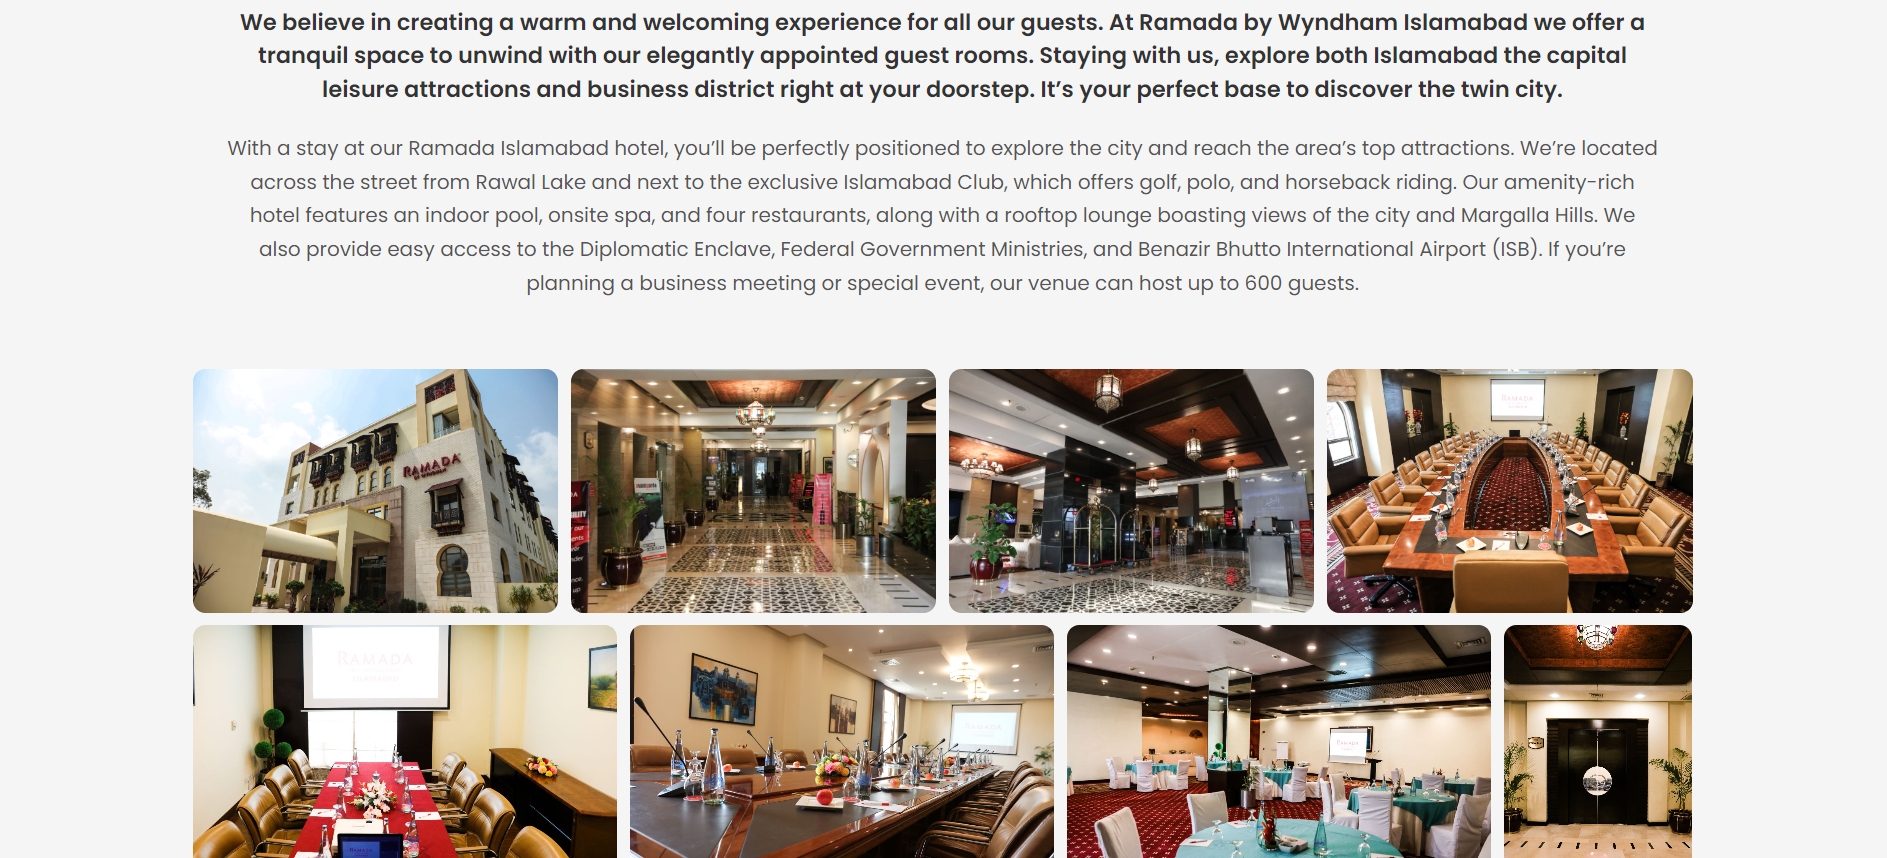 We believe in creating a warm and welcoming experience for all our guests. At Ramada by Wyndham Islamabad we offer a
tranquil space to unwind with our elegantly appointed guest rooms. Staying with us, explore both Islamabad the capital
leisure attractions and business district right at your doorstep. It’s your perfect base to discover the twin city.
With a stay at our Ramada Islamabad hotel, you’ll be perfectly positioned to explore the city and reach the area’s top attractions. We’re located
across the street from Rawal Lake and next to the exclusive Islamabad Club, which offers golf, polo, and horseback riding. Our amenity-rich
hotel features an indoor pool, onsite spa, and four restaurants, along with a rooftop lounge boasting views of the city and Margalla Hills. We
also provide easy access to the Diplomatic Enclave, Federal Government Ministries, and Benazir Bhutto International Airport (ISB). If you’re
planning a business meeting or special event, our venue can host up to 600 guests.
RAMADA
RAMADA
RAMADA
RAMADA
RAMADA